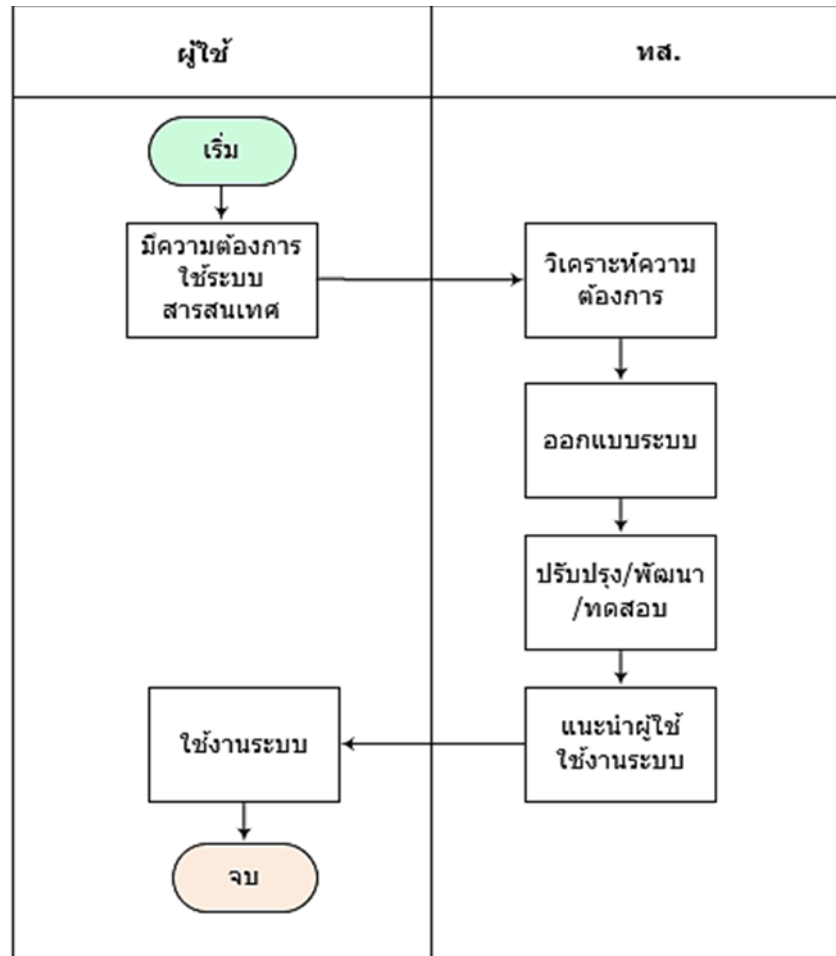 ผู้ใช้
ทส.
เริ่ม
มีความต้องการ
ใช้ระบบ
สารสนเทศ
วิเคราะห์ความ
ต้องการ
ออกแบบระบบ
ปรับปรุง/พัฒนา
/ทดสอบ
แนะนำผู้ใช้
ใช้งานระบบ
ใช้งานระบบ
จบ